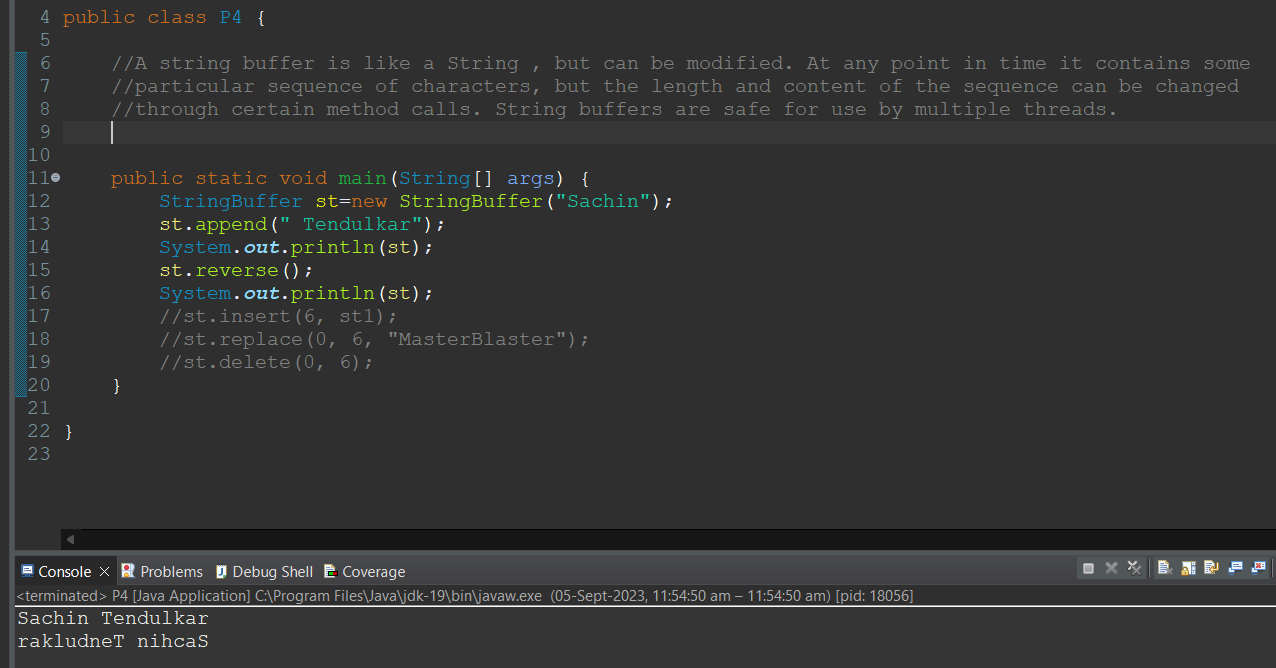 4 public class P4 {
5
6 //A string buffer is like a String , but can be modified. At any point in time it contains some
7 //particular sequence of characters, but the length and content of the sequence can be changed
8 //through certain method calls. String buffers are safe for use by multiple threads.
9
10
11 public static void main(String[] args) {
12 StringBuffer st=new StringBuffer("Sachin");
13 st.append(" Tendulkar");
14 System.out.println(st);
15 st.reverse();
16 System.out.println(st);
17 //st.insert(6, st1);
18 //st.replace(0, 6, "MasterBlaster");
19 //st.delete(0, 6);
20 }
21
22 }
23
Console Problems Debug Shell Coverage
<terminated> P4 [Java Application] C:\Program Files\Java\jdk-19\bin\javaw.exe (05-Sept-2023, 11:54:50 am – 11:54:50 am) [pid: 18056]
Sachin Tendulkar
rakludneT nihcaS